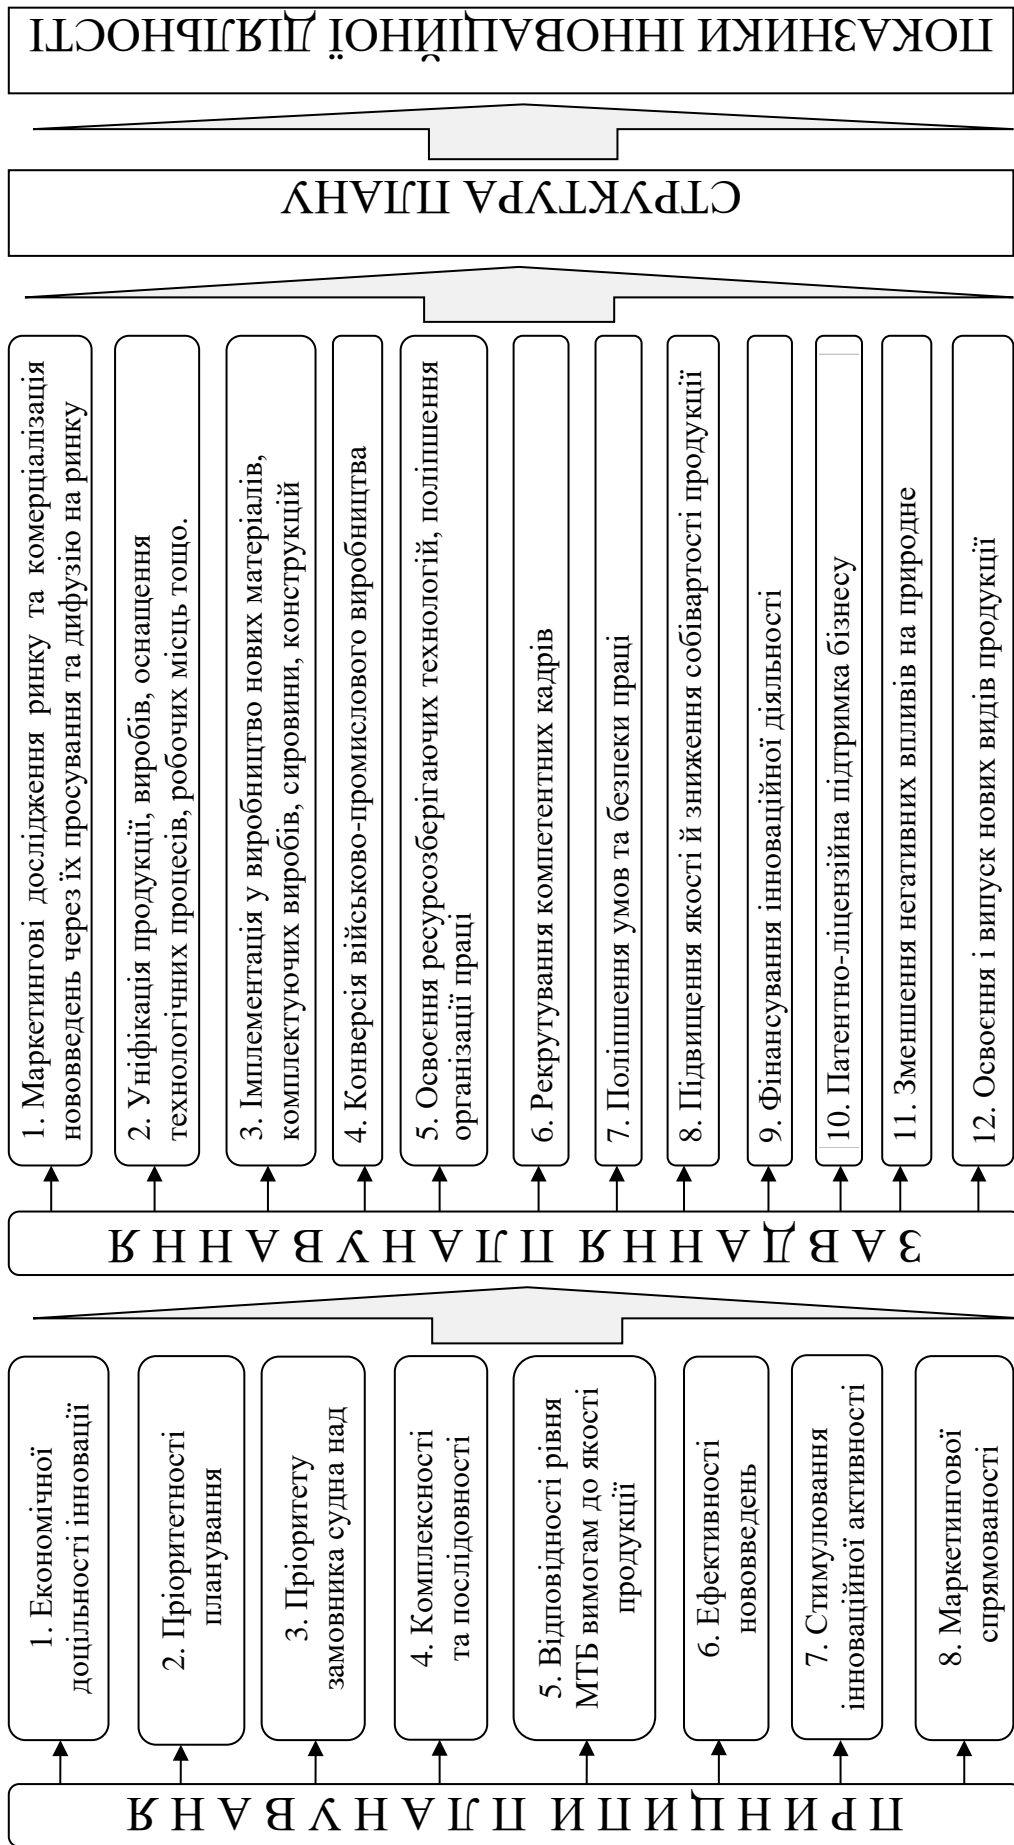 ПРИНЦИПИ ПЛАНУВАНЯ
1. Економічної
доцільності інновації
2. Пріоритетності
планування
3. Пріоритету
замовника судна над
4. Комплексності
та послідовності
5. Відповідності рівня
МТБ вимогам до якості
продукції
6. Ефективності
нововведень
7. Стимулювання
інноваційної активності
8. Маркетингової
спрямованості
ЗАВДАННЯ ПЛАНУВАННЯ
1. Маркетингові дослідження ринку та комерціалізація
нововведень через їх просування та дифузію на ринку
2. Уніфікація продукції, виробів, оснащення
технологічних процесів, робочих місць тощо.
3. Імплементація у виробництво нових матеріалів,
комплектуючих виробів, сировини, конструкцій
4. Конверсія військово-промислового виробництва
5. Освоєння ресурсозберігаючих технологій, поліпшення
організації праці
6. Рекрутування компетентних кадрів
7. Поліпшення умов та безпеки праці
8. Підвищення якості й зниження собівартості продукції
9. Фінансування інноваційної діяльності
10. Патентно-ліцензійна підтримка бізнесу
11. Зменшення негативних впливів на природне
12. Освоєння і випуск нових видів продукції
СТРУКТУРА ПЛАНУ
ПОКАЗНИКИ ІННОВАЦІЙНОЇ ДІЯЛЬНОСТІ